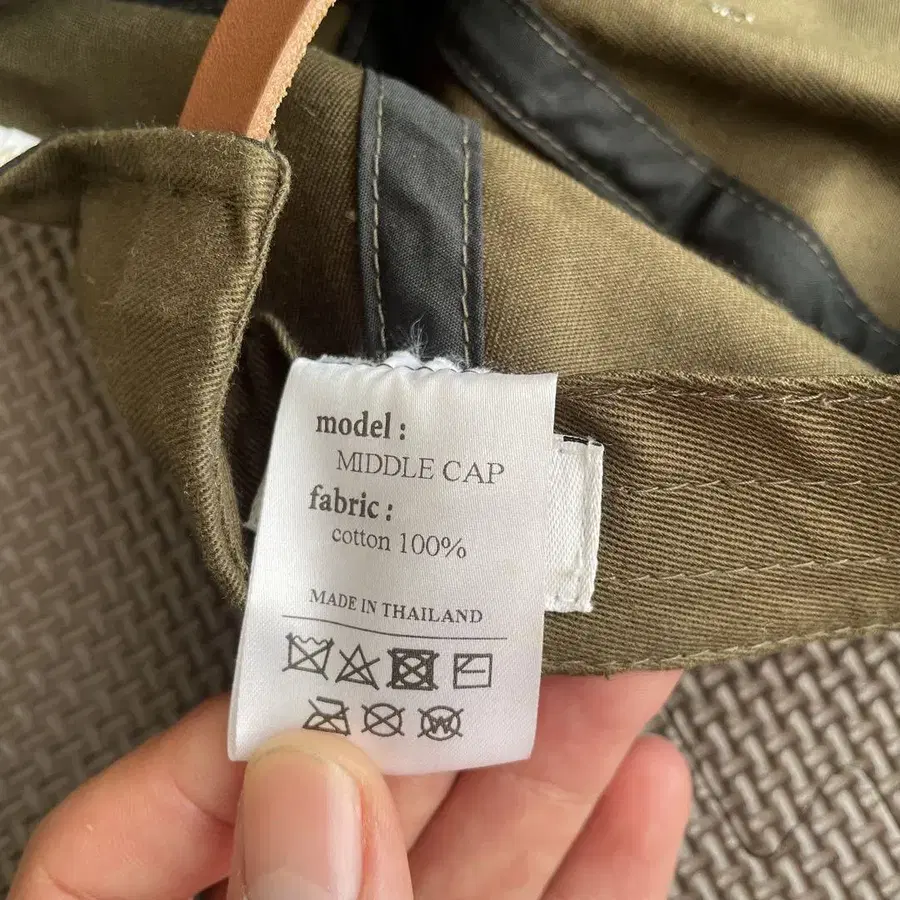 model :
MIDDLE CAP
fabric :
cotton 100%
MADE IN THAILAND
W